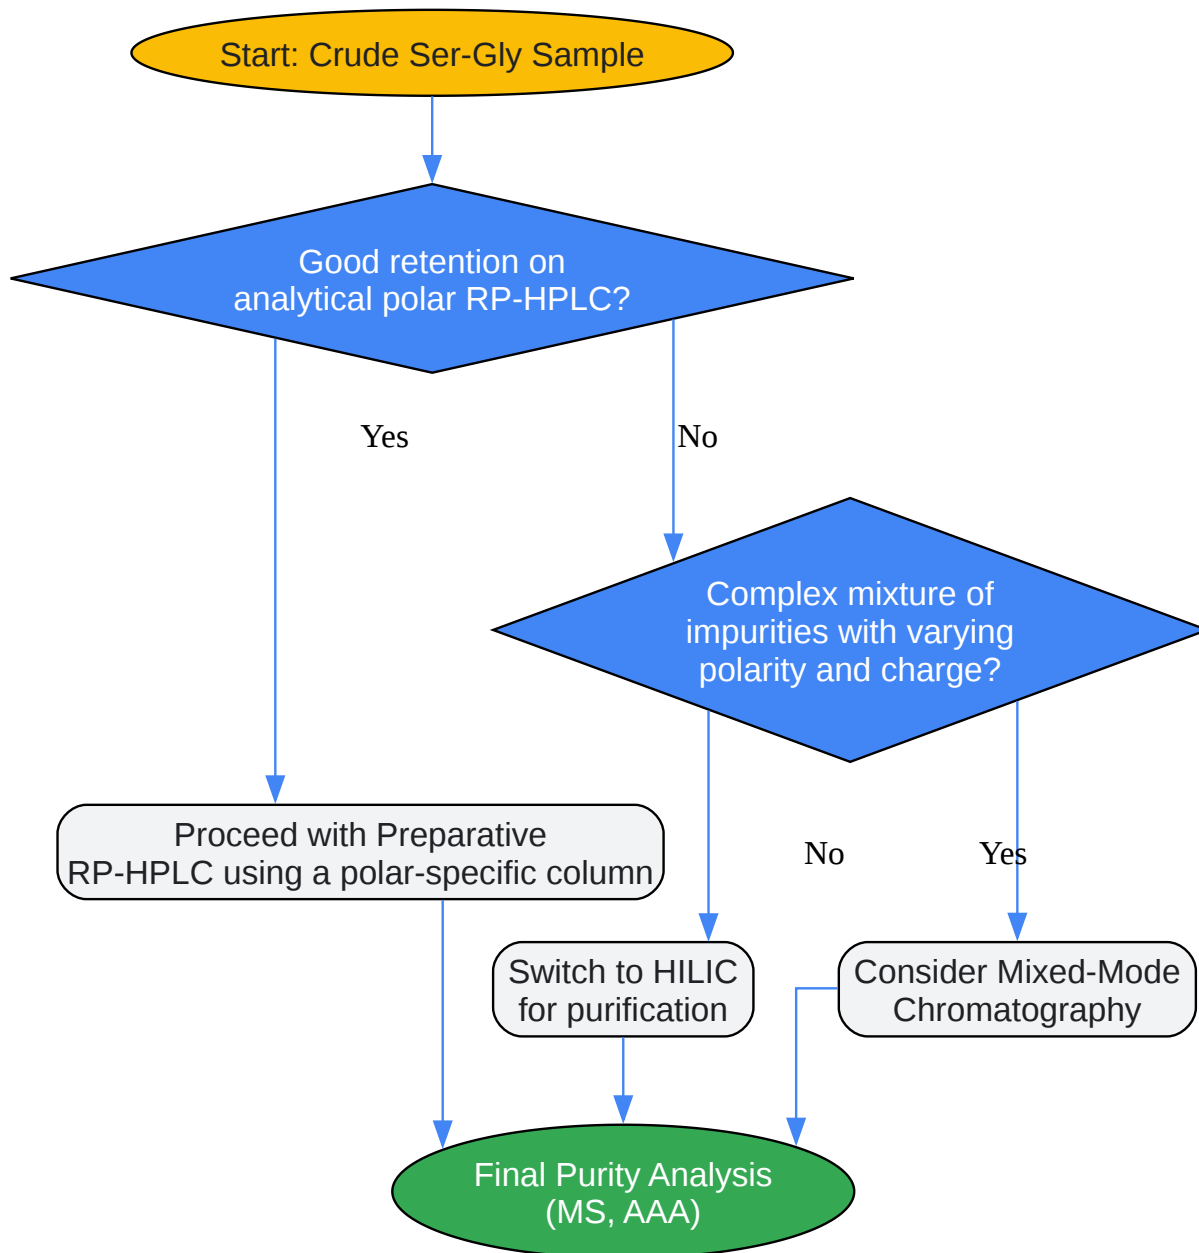 Start: Crude Ser-Gly Sample
Good retention on
analytical polar RP-HPLC?
Yes
No
Complex mixture of
impurities with varying
polarity and charge?
Proceed with Preparative
RP-HPLC using a polar-specific column
No
Yes
Switch to HILIC
for purification
Consider Mixed-Mode
Chromatography
Final Purity Analysis
(MS, AAA)